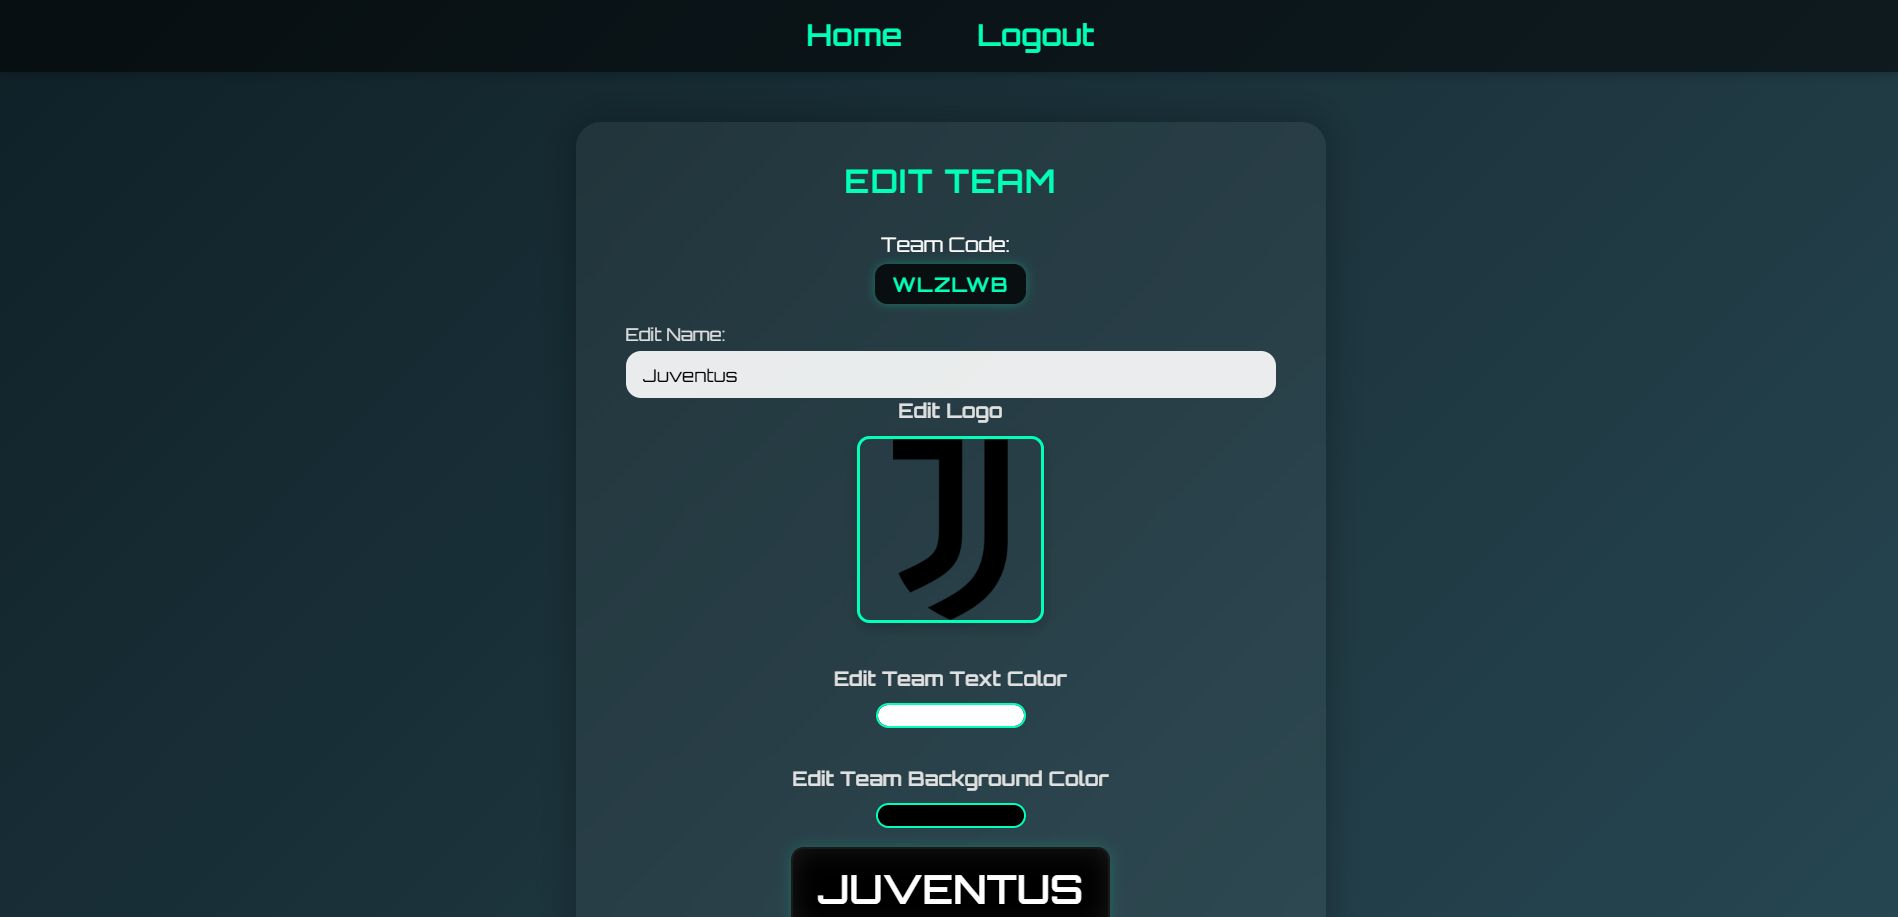 Home Logout
EDIT TEAM
Team Code:
WLZLWB
Edit Name:
Juventus
Edit Logo
Edit Team Text Color
Edit Team Background Color
JUVENTUS